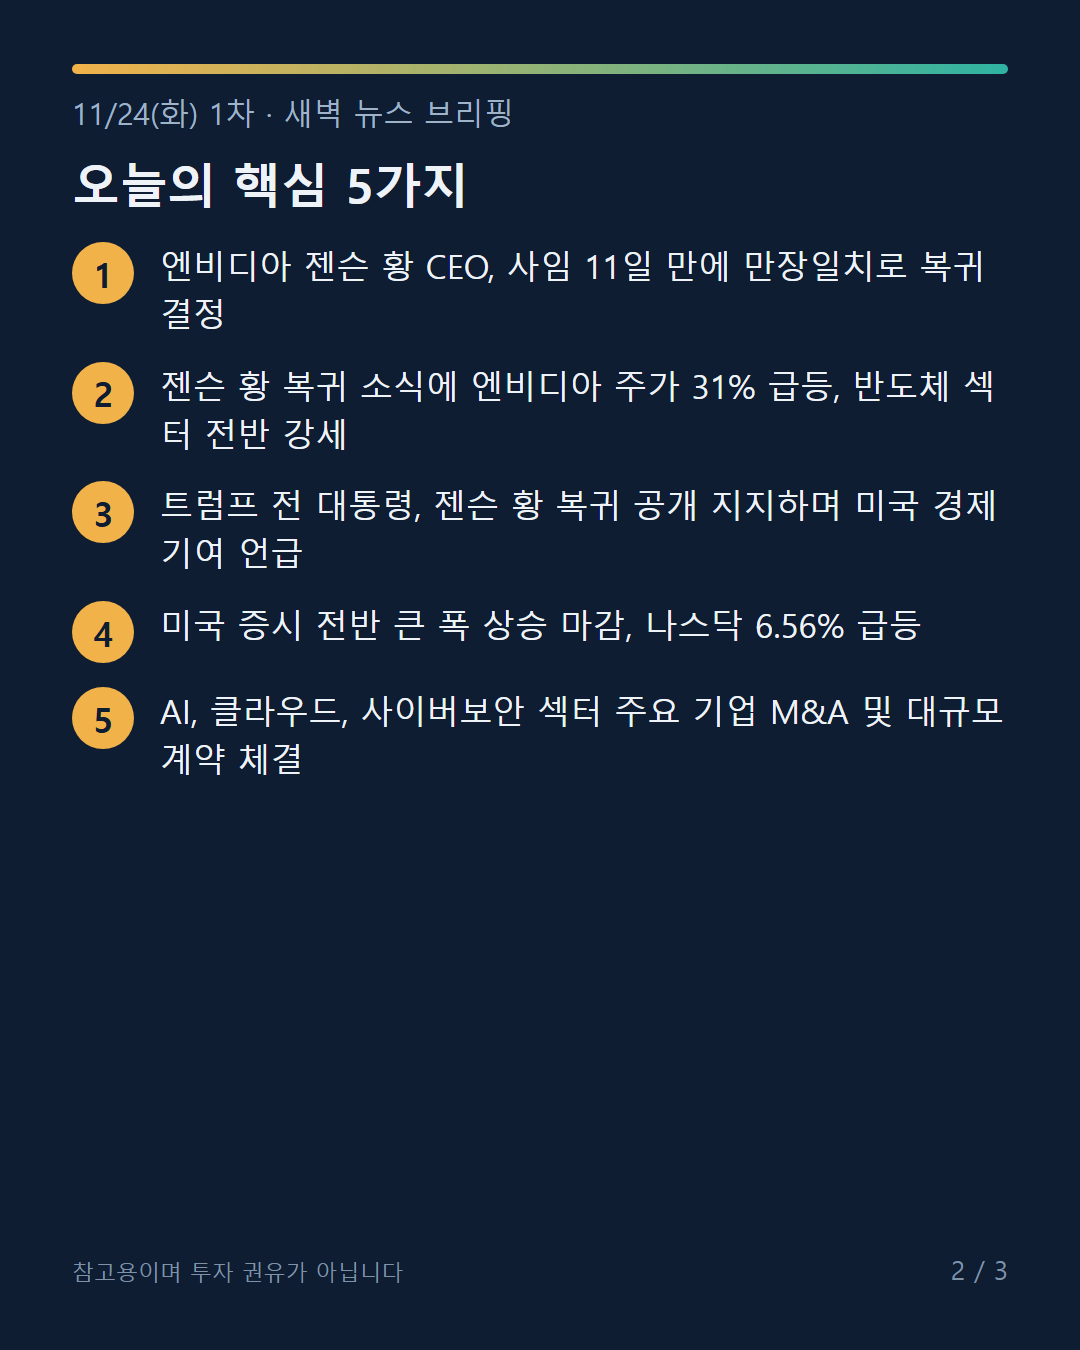 11/24(화) 1차 · 새벽 뉴스 브리핑
오늘의 핵심 5가지
1 엔비디아 젠슨 황 CEO, 사임 11일 만에 만장일치로 복귀
결정
2 젠슨 황 복귀 소식에 엔비디아 주가 31% 급등, 반도체 섹
터 전반 강세
3 트럼프 전 대통령, 젠슨 황 복귀 공개 지지하며 미국 경제
기여 언급
4 미국 증시 전반 큰 폭 상승 마감, 나스닥 6.56% 급등
5 AI, 클라우드, 사이버보안 섹터 주요 기업 M&A 및 대규모
계약 체결
참고용이며 투자 권유가 아닙니다 2 / 3